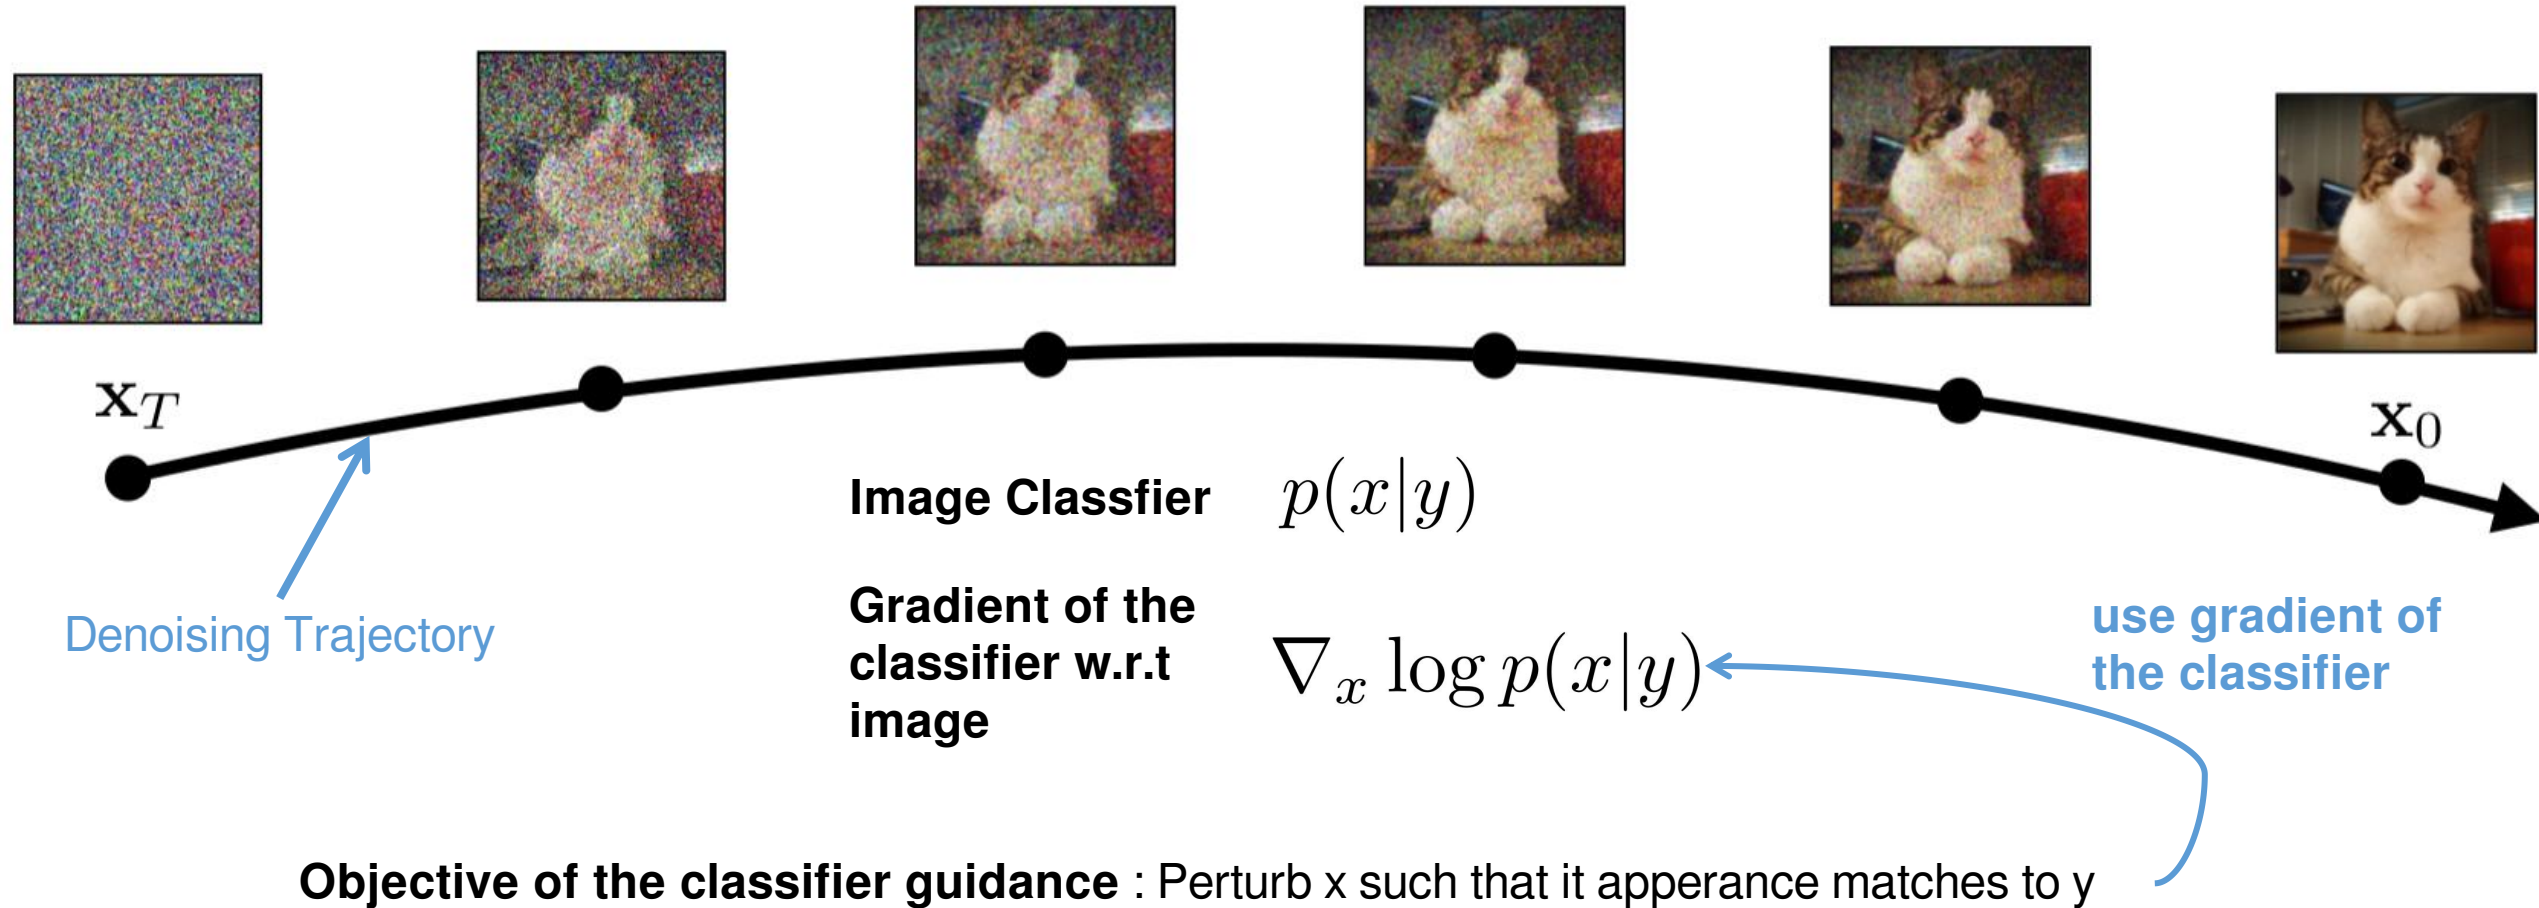 x_T
x_0
Denoising Trajectory
Image Classfier p(x|y)
Gradient of the
classifier w.r.t
image
∇_x log p(x|y)
use gradient of
the classifier
Objective of the classifier guidance : Perturb x such that it apperance matches to y